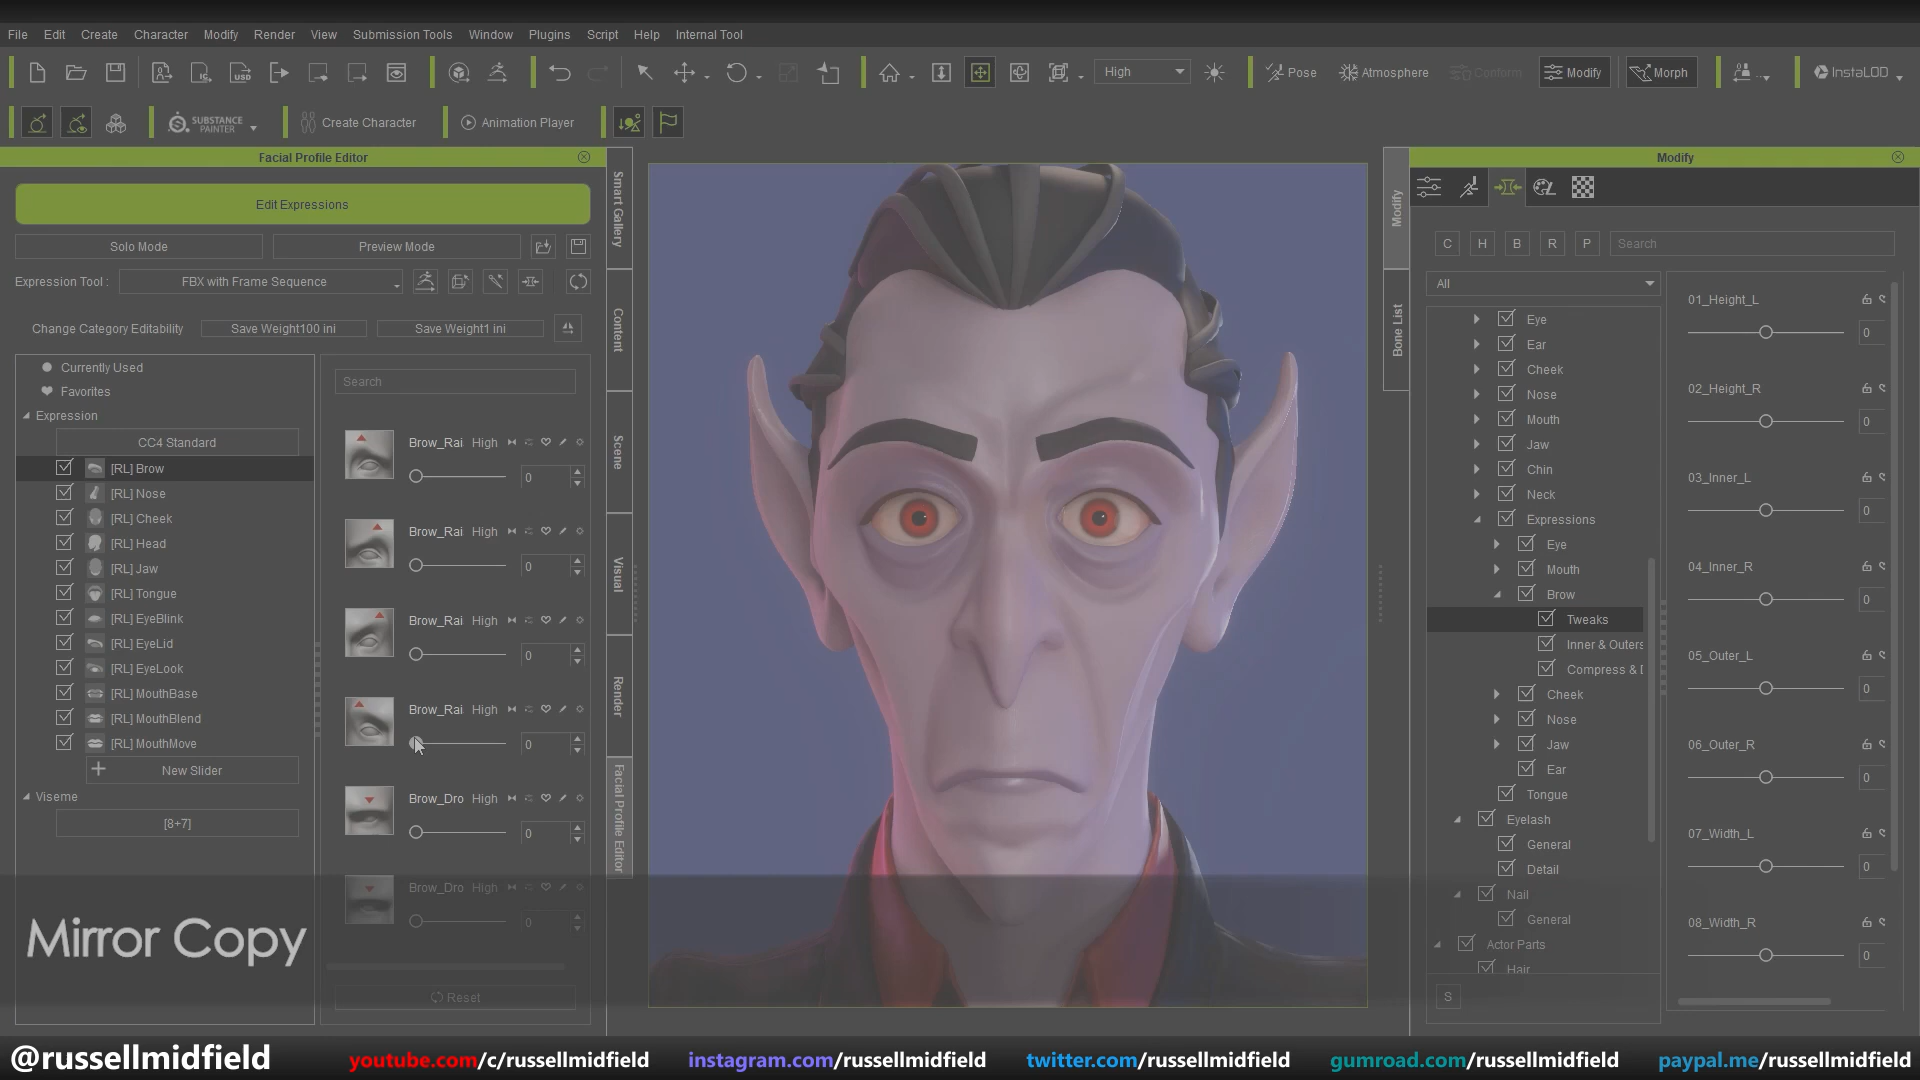 File Edit Create Character Modify Render View Submission Tools Window Plugins Script Help Internal Tool
High Pose Atmosphere Conform Modify Morph InstaLOD
SUBSTANCE PAINTER Create Character Animation Player
Facial Profile Editor
Edit Expressions
Solo Mode Preview Mode
Expression Tool : FBX with Frame Sequence
Change Category Editability Save Weight100 ini Save Weight1 ini
Currently Used
Favorites
Expression
CC4 Standard
[RL] Brow
[RL] Nose
[RL] Cheek
[RL] Head
[RL] Jaw
[RL] Tongue
[RL] EyeBlink
[RL] EyeLid
[RL] EyeLook
[RL] MouthBase
[RL] MouthBlend
[RL] MouthMove
New Slider
Viseme
[8+7]
Search
Brow_Rai High
0
Brow_Rai High
0
Brow_Rai High
0
Brow_Rai High
0
Brow_Dro High
0
Brow_Dro High
0
Reset
Smart Gallery
Content
Scene
Visual
Render
Facial Profile Editor
Modify
Bone List
Modify
C H B R P Search
All
Eye
Ear
Cheek
Nose
Mouth
Jaw
Chin
Neck
Expressions
Eye
Mouth
Brow
Tweaks
Inner & Outers
Compress & D
Cheek
Nose
Jaw
Ear
Tongue
Eyelash
General
Detail
Nail
General
Actor Parts
Hair
S
01_Height_L
0
02_Height_R
0
03_Inner_L
0
04_Inner_R
0
05_Outer_L
0
06_Outer_R
0
07_Width_L
0
08_Width_R
0
Mirror Copy
@russellmidfield youtube.com/c/russellmidfield instagram.com/russellmidfield twitter.com/russellmidfield gumroad.com/russellmidfield paypal.me/russellmidfield